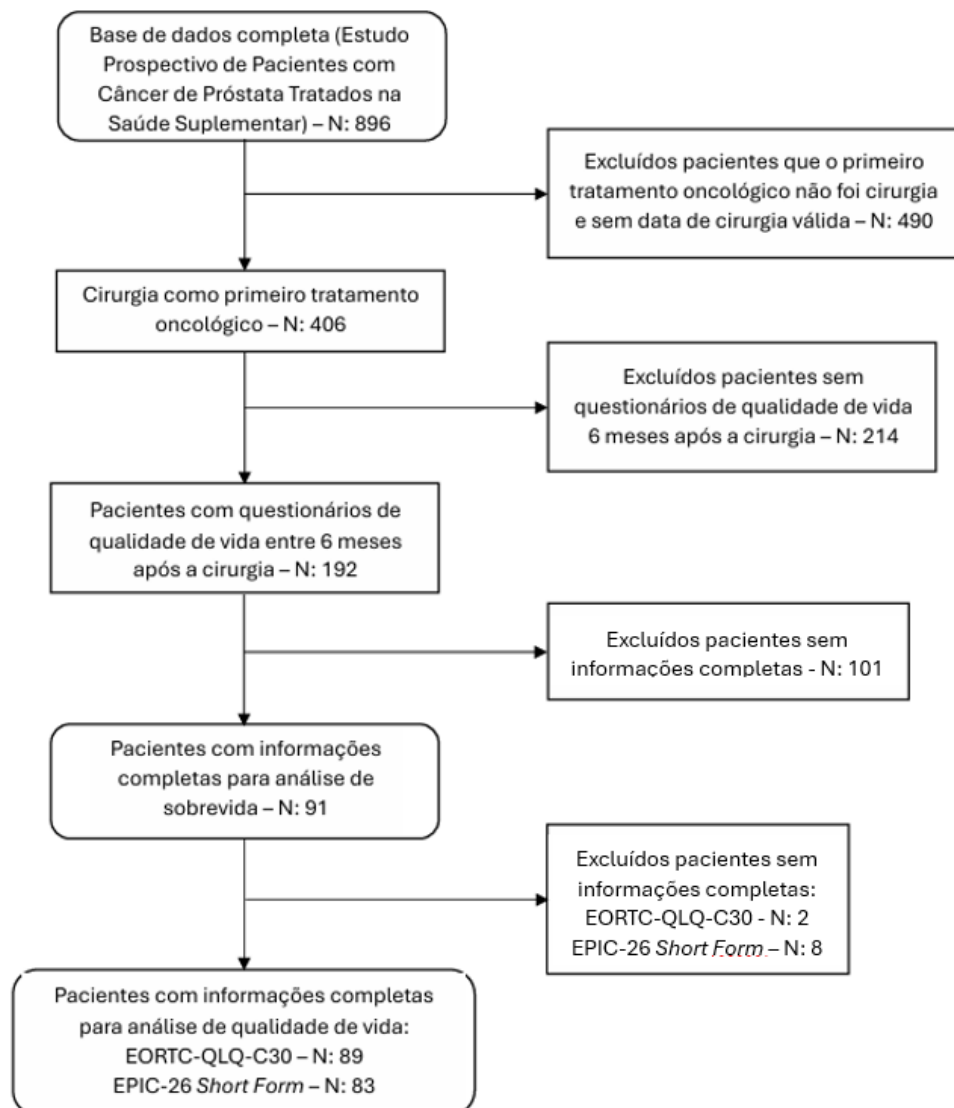 Base de dados completa (Estudo
Prospectivo de Pacientes com
Câncer de Próstata Tratados na
Saúde Suplementar) – N: 896
Excluídos pacientes que o primeiro
tratamento oncológico não foi cirurgia
e sem data de cirurgia válida – N: 490
Cirurgia como primeiro tratamento
oncológico – N: 406
Excluídos pacientes sem
questionários de qualidade de vida
6 meses após a cirurgia – N: 214
Pacientes com questionários de
qualidade de vida entre 6 meses
após a cirurgia – N: 192
Excluídos pacientes sem
informações completas - N: 101
Pacientes com informações
completas para análise de
sobrevida – N: 91
Excluídos pacientes sem
informações completas:
EORTC-QLQ-C30 - N: 2
EPIC-26 Short Form – N: 8
Pacientes com informações completas
para análise de qualidade de vida:
EORTC-QLQ-C30 – N: 89
EPIC-26 Short Form – N: 83